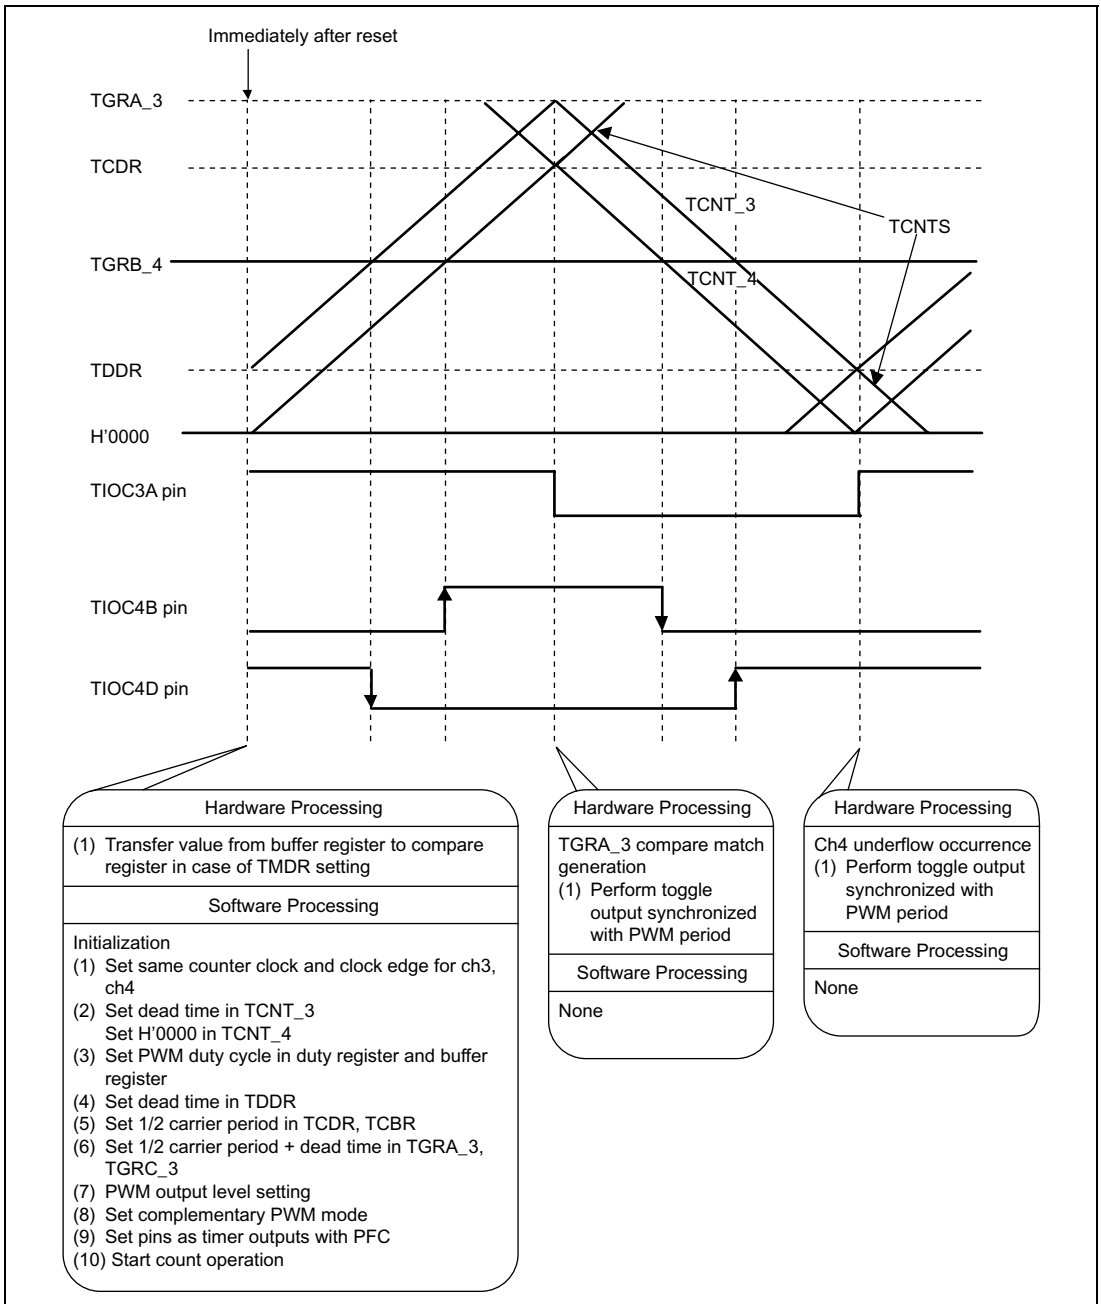 Immediately after reset
TGRA_3
TCDR
TCNT_3
TCNTS
TGRB_4
TCNT_4
TDDR
H'0000
TIOC3A pin
TIOC4B pin
TIOC4D pin
Hardware Processing
(1) Transfer value from buffer register to compare
register in case of TMDR setting
Software Processing
Initialization
(1) Set same counter clock and clock edge for ch3,
ch4
(2) Set dead time in TCNT_3
Set H'0000 in TCNT_4
(3) Set PWM duty cycle in duty register and buffer
register
(4) Set dead time in TDDR
(5) Set 1/2 carrier period in TCDR, TCBR
(6) Set 1/2 carrier period + dead time in TGRA_3,
TGRC_3
(7) PWM output level setting
(8) Set complementary PWM mode
(9) Set pins as timer outputs with PFC
(10) Start count operation
Hardware Processing
TGRA_3 compare match
generation
(1) Perform toggle
output synchronized
with PWM period
Software Processing
None
Hardware Processing
Ch4 underflow occurrence
(1) Perform toggle output
synchronized with
PWM period
Software Processing
None